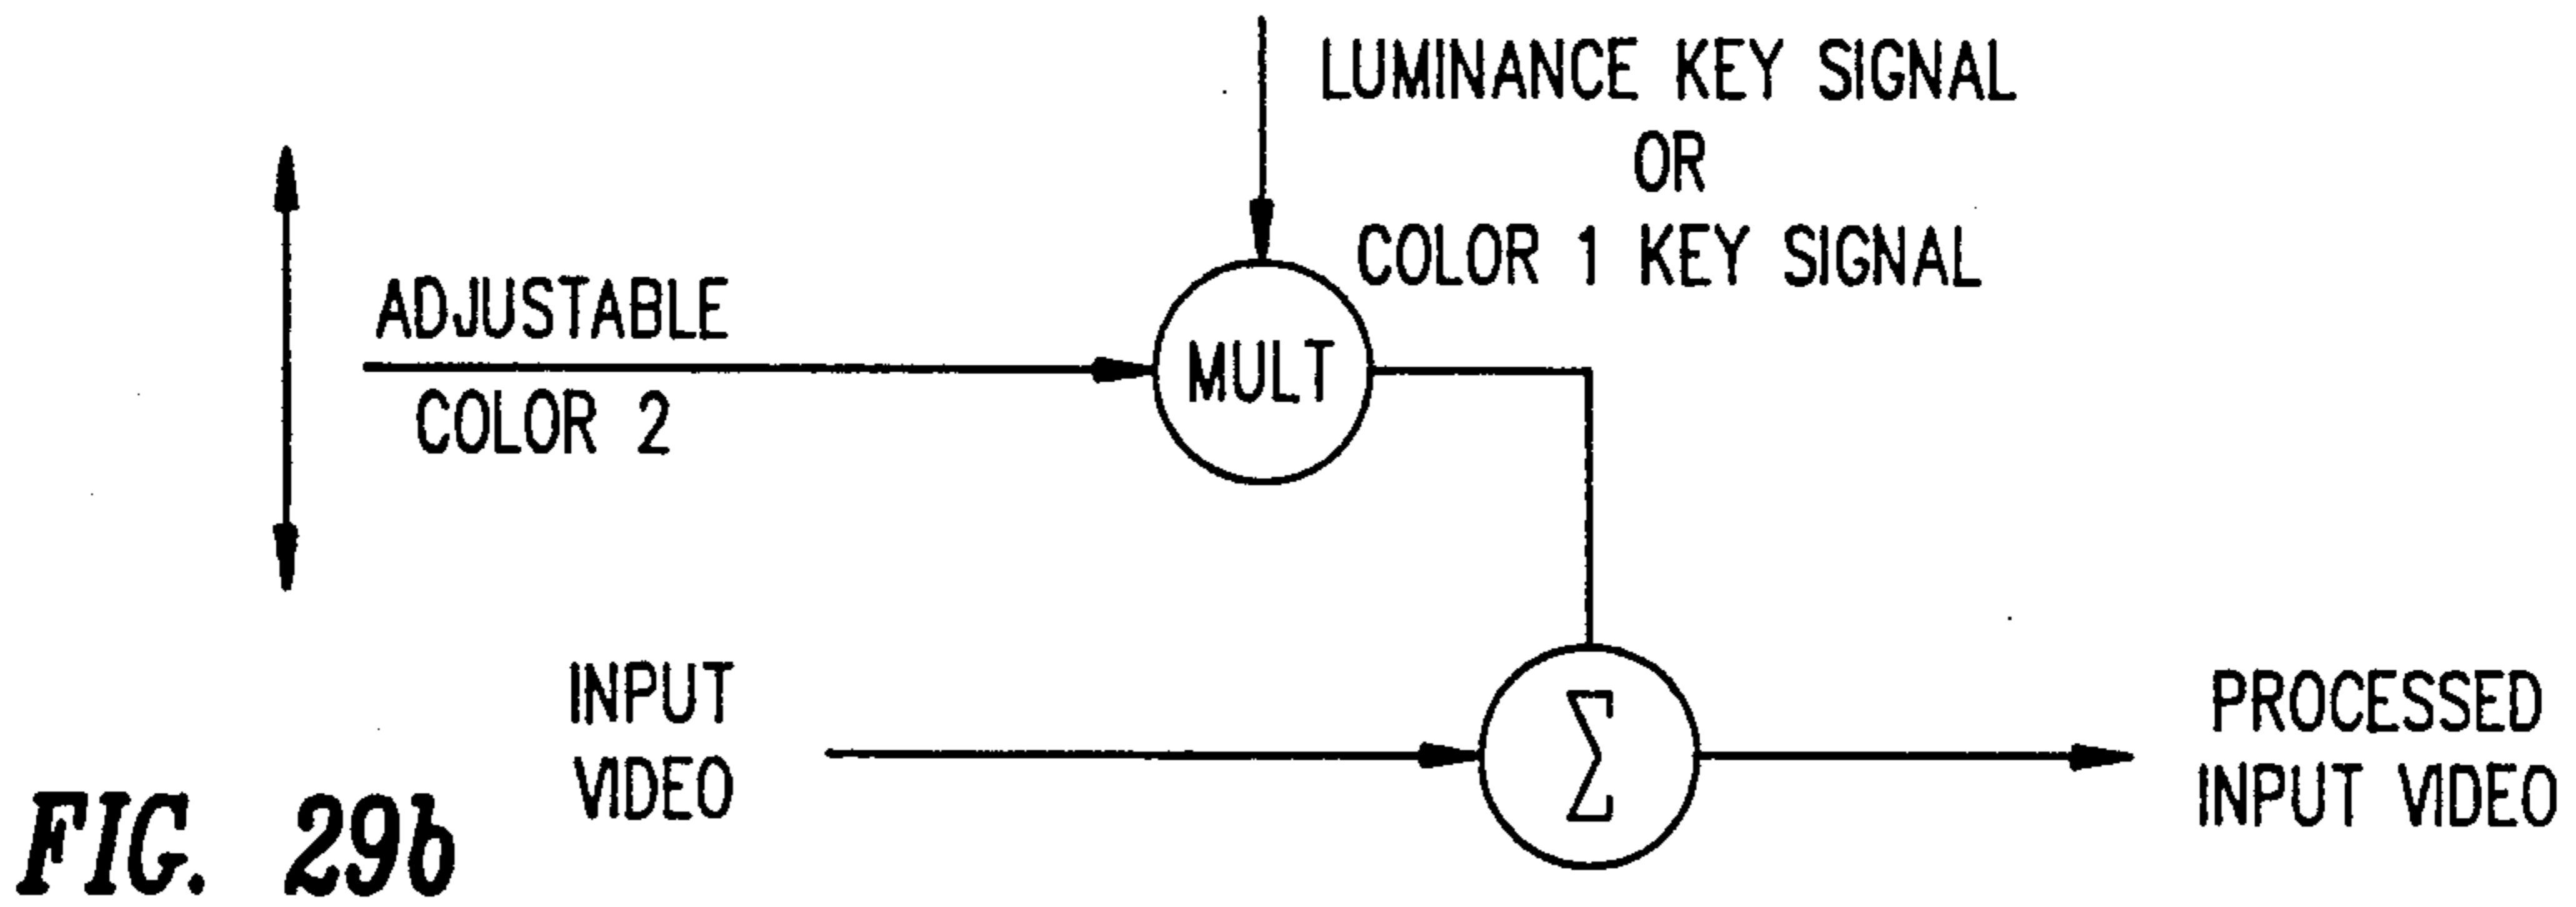 LUMINANCE KEY SIGNAL
OR
COLOR 1 KEY SIGNAL
ADJUSTABLE
COLOR 2
MULT
INPUT
VIDEO
Σ
PROCESSED
INPUT VIDEO
FIG. 29b